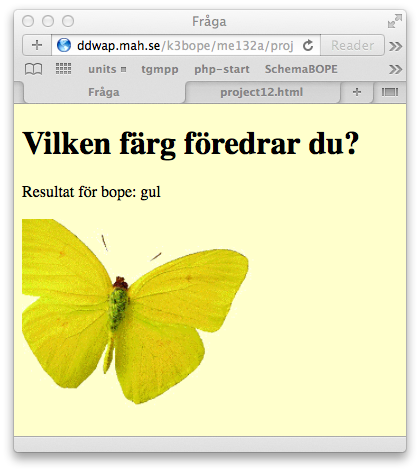 Fråga
ddwap.mah.se/k3bope/me132a/proj
Reader
units tgmpp php-start SchemaBOPE
Fråga project12.html
Vilken färg föredrar du?
Resultat för bope: gul